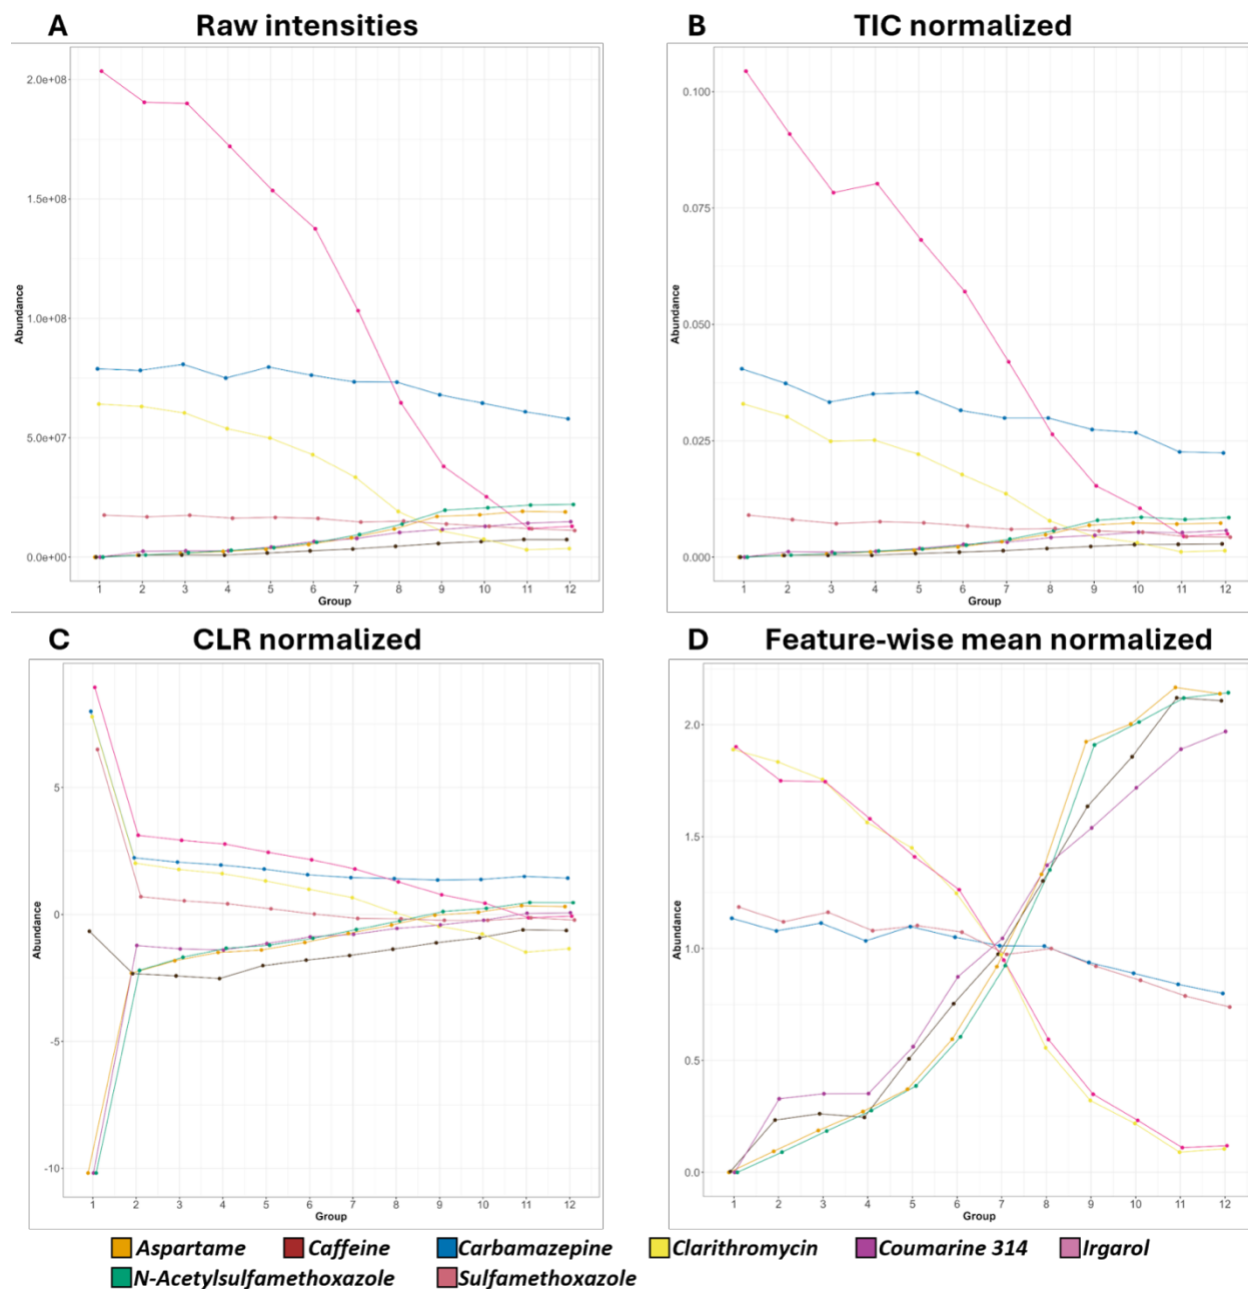 A Raw intensities
2.0e+08
1.5e+08
1.0e+08
5.0e+07
0.0e+00
Abundance
1 2 3 4 5 6 7 8 9 10 11 12
Group
B TIC normalized
0.100
0.075
0.050
0.025
0.000
Abundance
1 2 3 4 5 6 7 8 9 10 11 12
Group
C CLR normalized
5
0
-5
-10
Abundance
1 2 3 4 5 6 7 8 9 10 11 12
Group
D Feature-wise mean normalized
2.0
1.5
1.0
0.5
0.0
Abundance
1 2 3 4 5 6 7 8 9 10 11 12
Group
Aspartame Caffeine Carbamazepine Clarithromycin Coumarine 314 Irgarol
N-Acetylsulfamethoxazole Sulfamethoxazole